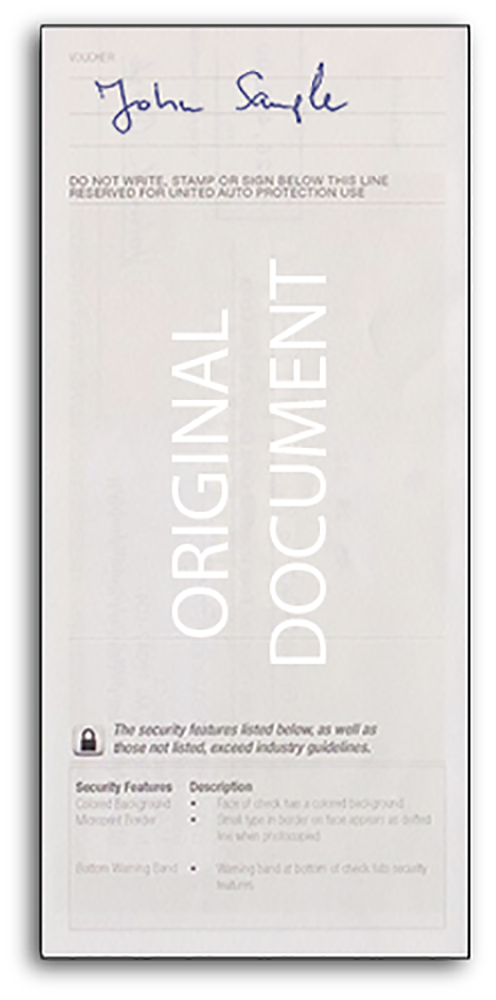 VOUCHER
John Sample
DO NOT WRITE, STAMP OR SIGN BELOW THIS LINE
RESERVED FOR UNITED AUTO PROTECTION USE
ORIGINAL
DOCUMENT
The security features listed below, as well as
those not listed, exceed industry guidelines.
Security Features Description
Colored Background • Face of check has a colored background
Microprint Border • Small type in border on face appears as dotted
line when photocopied
Bottom Warning Band • Warning band at bottom of check lists security
features